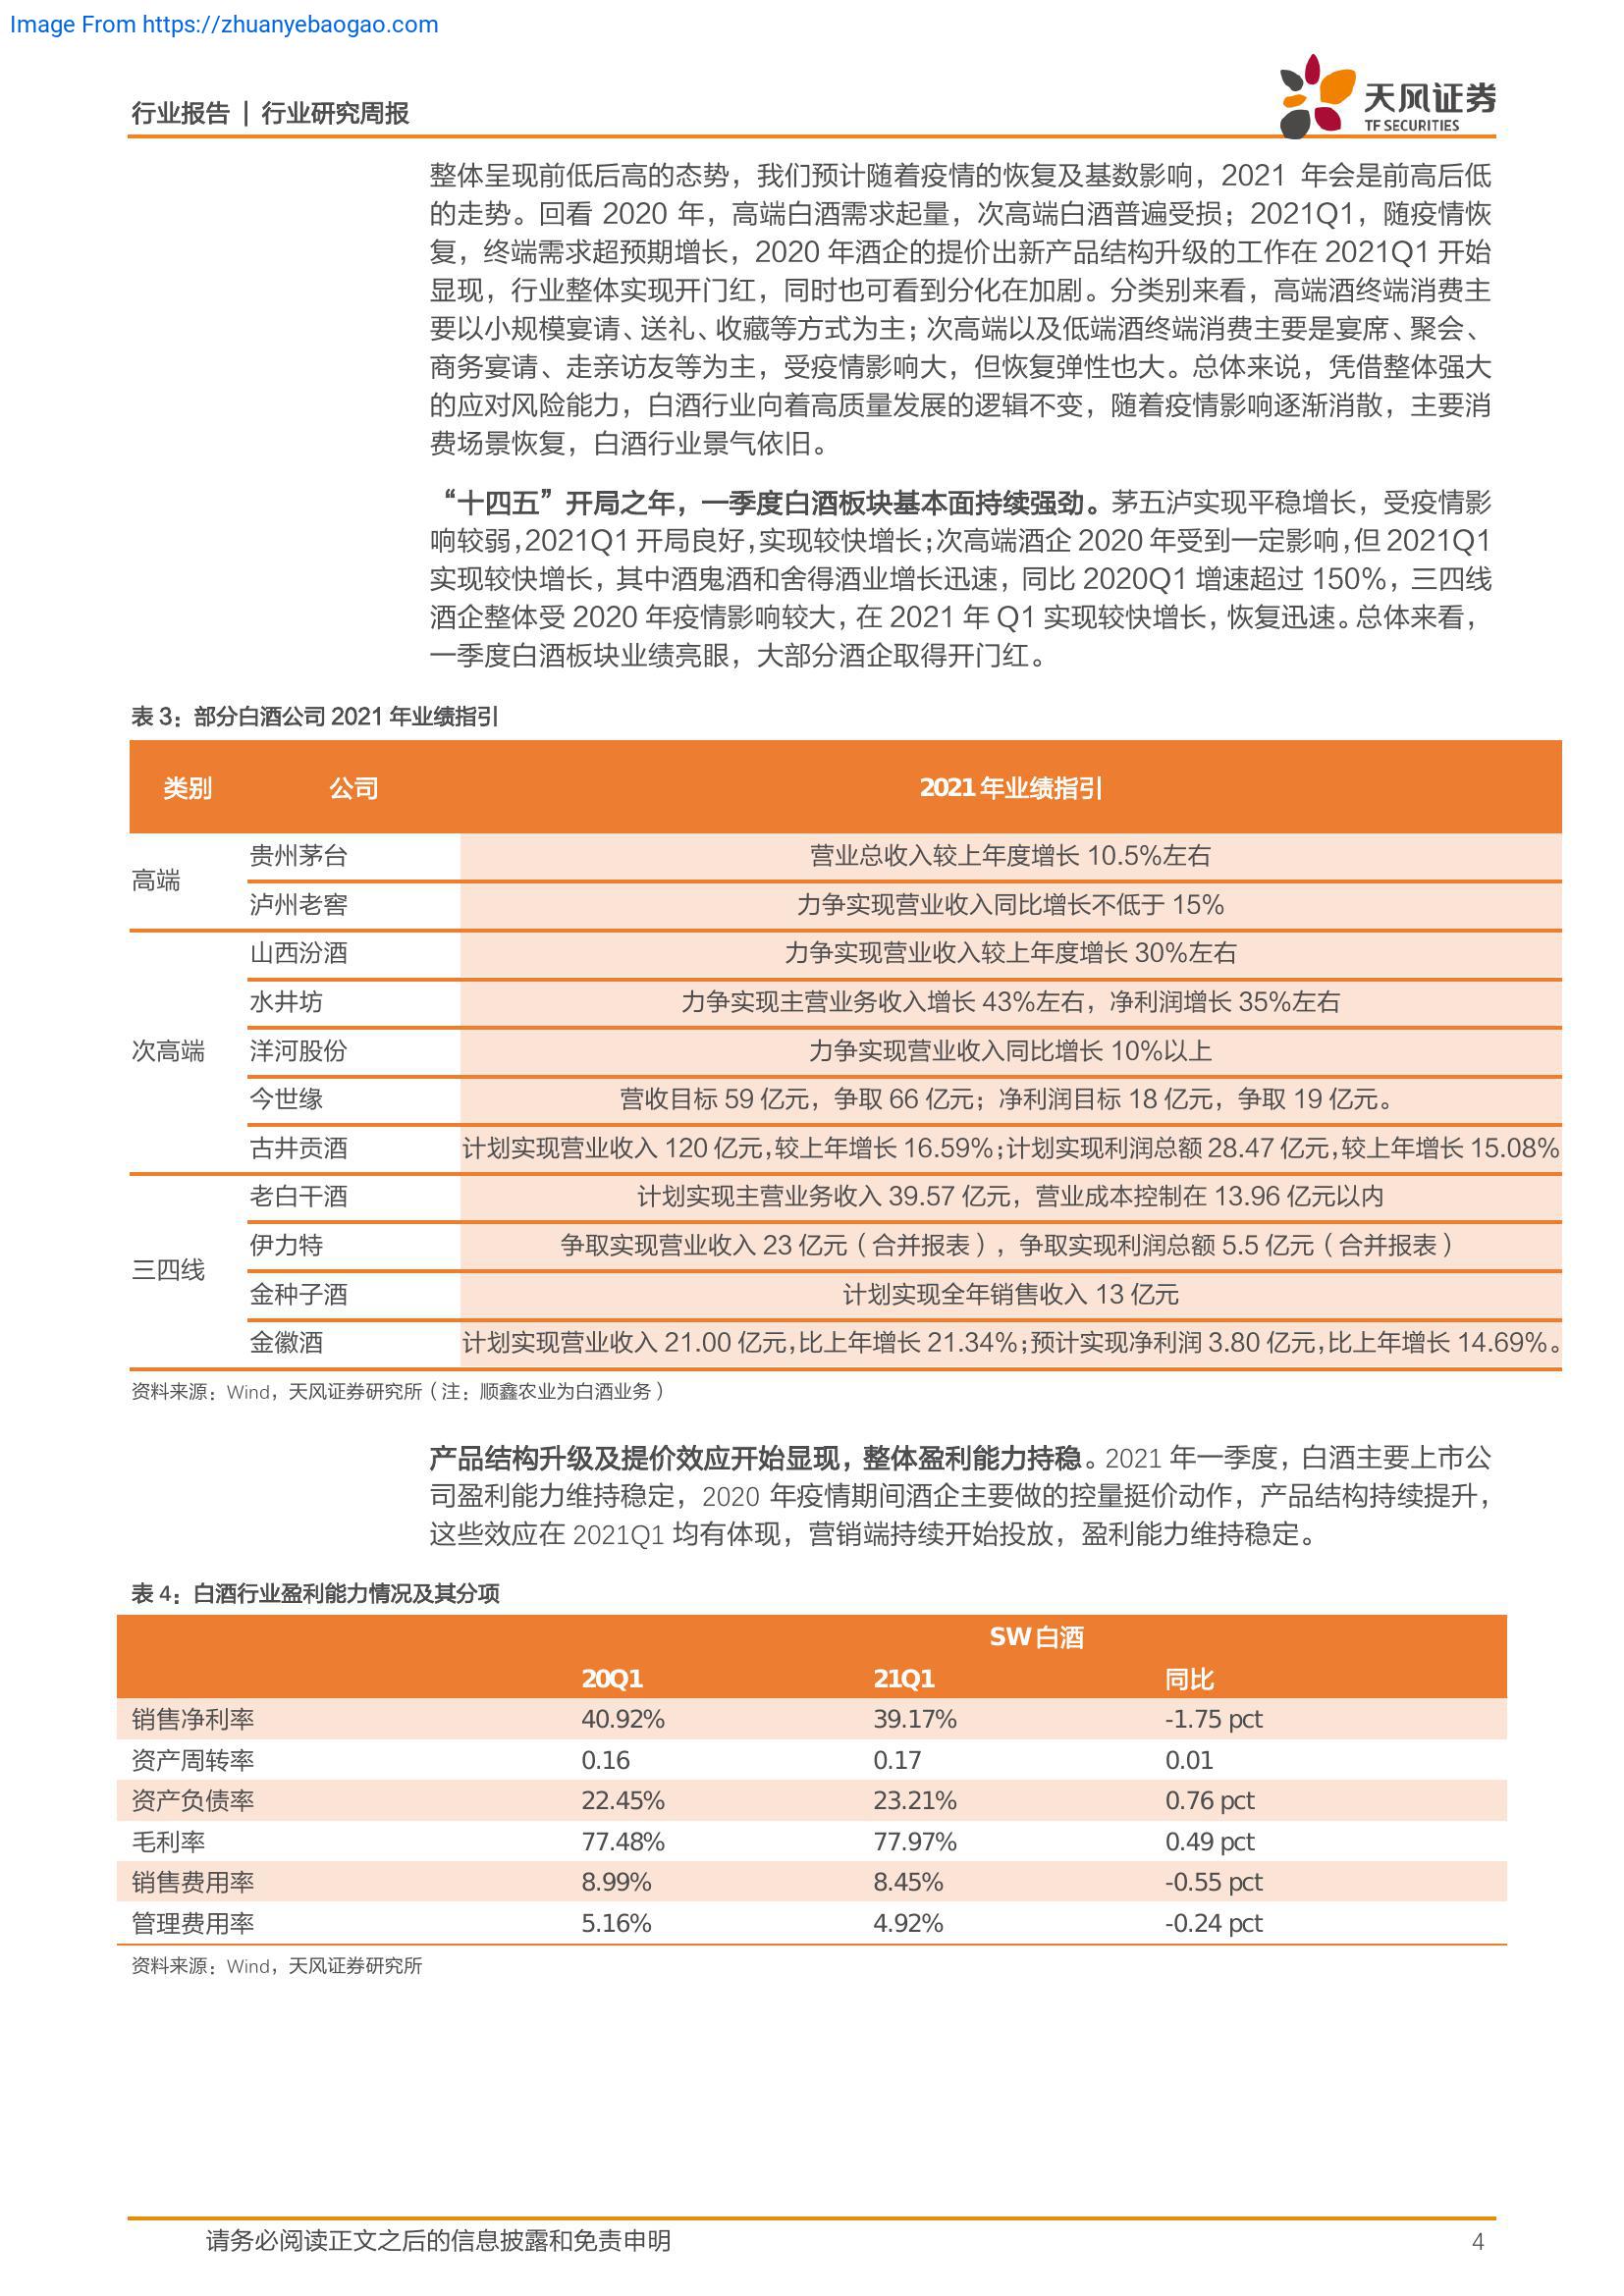 Image From https://zhuanyebaogao.com
行业报告 | 行业研究周报
天风证券
TF SECURITIES
整体呈现前低后高的态势，我们预计随着疫情的恢复及基数影响，2021 年会是前高后低
的走势。回看 2020 年，高端白酒需求起量，次高端白酒普遍受损；2021Q1，随疫情恢
复，终端需求超预期增长，2020 年酒企的提价出新产品结构升级的工作在 2021Q1 开始
显现，行业整体实现开门红，同时也可看到分化在加剧。分类别来看，高端酒终端消费主
要以小规模宴请、送礼、收藏等方式为主；次高端以及低端酒终端消费主要是宴席、聚会、
商务宴请、走亲访友等为主，受疫情影响大，但恢复弹性也大。总体来说，凭借整体强大
的应对风险能力，白酒行业向着高质量发展的逻辑不变，随着疫情影响逐渐消散，主要消
费场景恢复，白酒行业景气依旧。
“十四五”开局之年，一季度白酒板块基本面持续强劲。茅五泸实现平稳增长，受疫情影
响较弱，2021Q1 开局良好，实现较快增长；次高端酒企 2020 年受到一定影响，但 2021Q1
实现较快增长，其中酒鬼酒和舍得酒业增长迅速，同比 2020Q1 增速超过 150%，三四线
酒企整体受 2020 年疫情影响较大，在 2021 年 Q1 实现较快增长，恢复迅速。总体来看，
一季度白酒板块业绩亮眼，大部分酒企取得开门红。
表 3：部分白酒公司 2021 年业绩指引
类别 公司 2021 年业绩指引
高端
贵州茅台 营业总收入较上年度增长 10.5%左右
泸州老窖 力争实现营业收入同比增长不低于 15%
次高端
山西汾酒 力争实现营业收入较上年度增长 30%左右
水井坊 力争实现主营业务收入增长 43%左右，净利润增长 35%左右
洋河股份 力争实现营业收入同比增长 10%以上
今世缘 营收目标 59 亿元，争取 66 亿元；净利润目标 18 亿元，争取 19 亿元。
古井贡酒 计划实现营业收入 120 亿元，较上年增长 16.59%；计划实现利润总额 28.47 亿元，较上年增长 15.08%
三四线
老白干酒 计划实现主营业务收入 39.57 亿元，营业成本控制在 13.96 亿元以内
伊力特 争取实现营业收入 23 亿元（合并报表），争取实现利润总额 5.5 亿元（合并报表）
金种子酒 计划实现全年销售收入 13 亿元
金徽酒 计划实现营业收入 21.00 亿元，比上年增长 21.34%；预计实现净利润 3.80 亿元，比上年增长 14.69%。
资料来源：Wind，天风证券研究所（注：顺鑫农业为白酒业务）
产品结构升级及提价效应开始显现，整体盈利能力持稳。2021 年一季度，白酒主要上市公
司盈利能力维持稳定，2020 年疫情期间酒企主要做的控量挺价动作，产品结构持续提升，
这些效应在 2021Q1 均有体现，营销端持续开始投放，盈利能力维持稳定。
表 4：白酒行业盈利能力情况及其分项
SW 白酒
20Q1 21Q1 同比
销售净利率 40.92% 39.17% -1.75 pct
资产周转率 0.16 0.17 0.01
资产负债率 22.45% 23.21% 0.76 pct
毛利率 77.48% 77.97% 0.49 pct
销售费用率 8.99% 8.45% -0.55 pct
管理费用率 5.16% 4.92% -0.24 pct
资料来源：Wind，天风证券研究所
请务必阅读正文之后的信息披露和免责申明 4